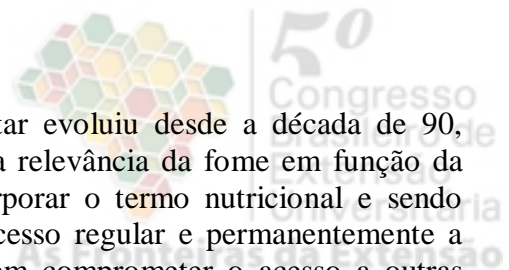 5º
Congresso
Brasileiro de
Extensão
Universitária
As Fronteiras da Extensão
tar evoluiu desde a década de 90,
a relevância da fome em função da
rporar o termo nutricional e sendo
cesso regular e permanentemente a
em comprometer o acesso a outras